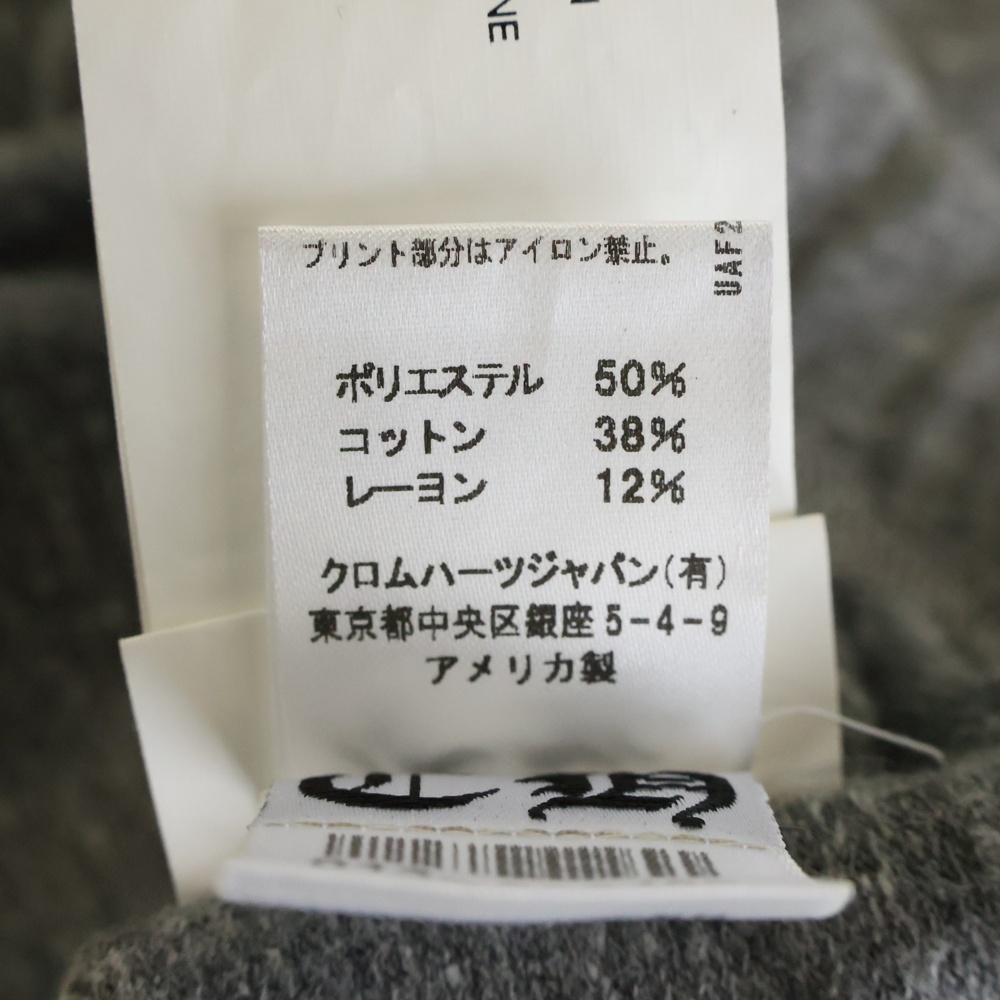 NE
プリント部分はアイロン禁止。
UAF 2
ポリエステル 50%
コットン 38%
レーヨン 12%
クロムハーツジャパン(有)
東京都中央区銀座5-4-9
アメリカ製